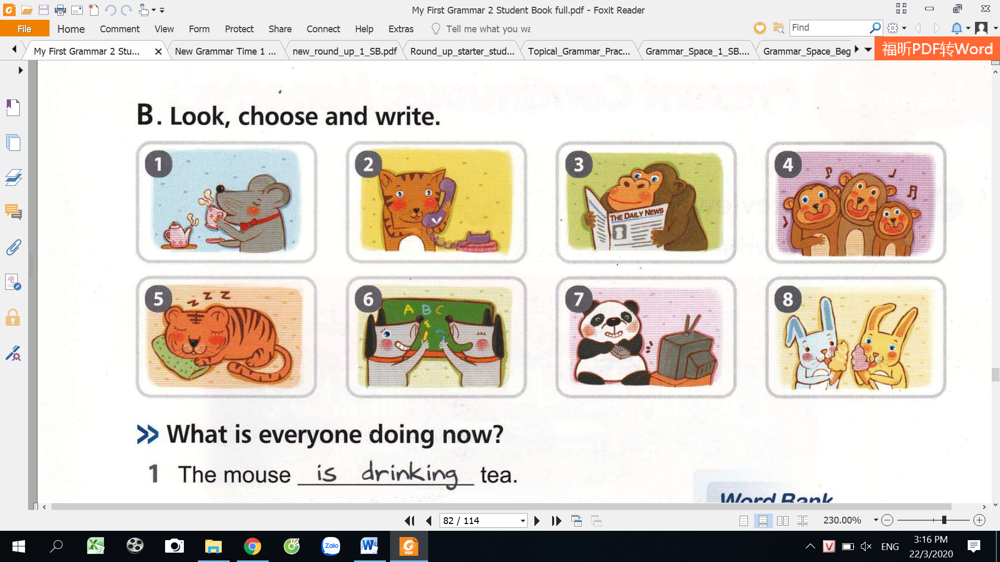 My First Grammar 2 Student Book full.pdf - Foxit Reader
File Home Comment View Form Protect Share Connect Help Extras Tell me what you wa Find
My First Grammar 2 Stu... New Grammar Time 1 ... new_round_up_1_SB.pdf Round_up_starter_stud... Topical_Grammar_Prac... Grammar_Space_1_SB.... Grammar_Space_Beg 福昕PDF转Word
B. Look, choose and write.
1 2 3 4
THE DAILY NEWS
5 6 7 8
z z z
A B C
>> What is everyone doing now?
1 The mouse is drinking tea.
Word Bank
82 / 114 230.00%
Zalo W PDF V ENG 3:16 PM
22/3/2020